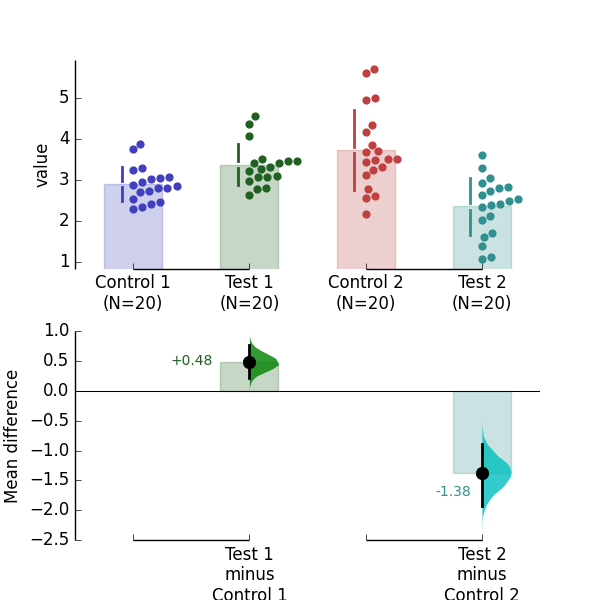 value
5
4
3
2
1
Control 1
(N=20)
Test 1
(N=20)
Control 2
(N=20)
Test 2
(N=20)
Mean difference
1.0
0.5
0.0
−0.5
−1.0
−1.5
−2.0
−2.5
+0.48
-1.38
Test 1
minus
Control 1
Test 2
minus
Control 2